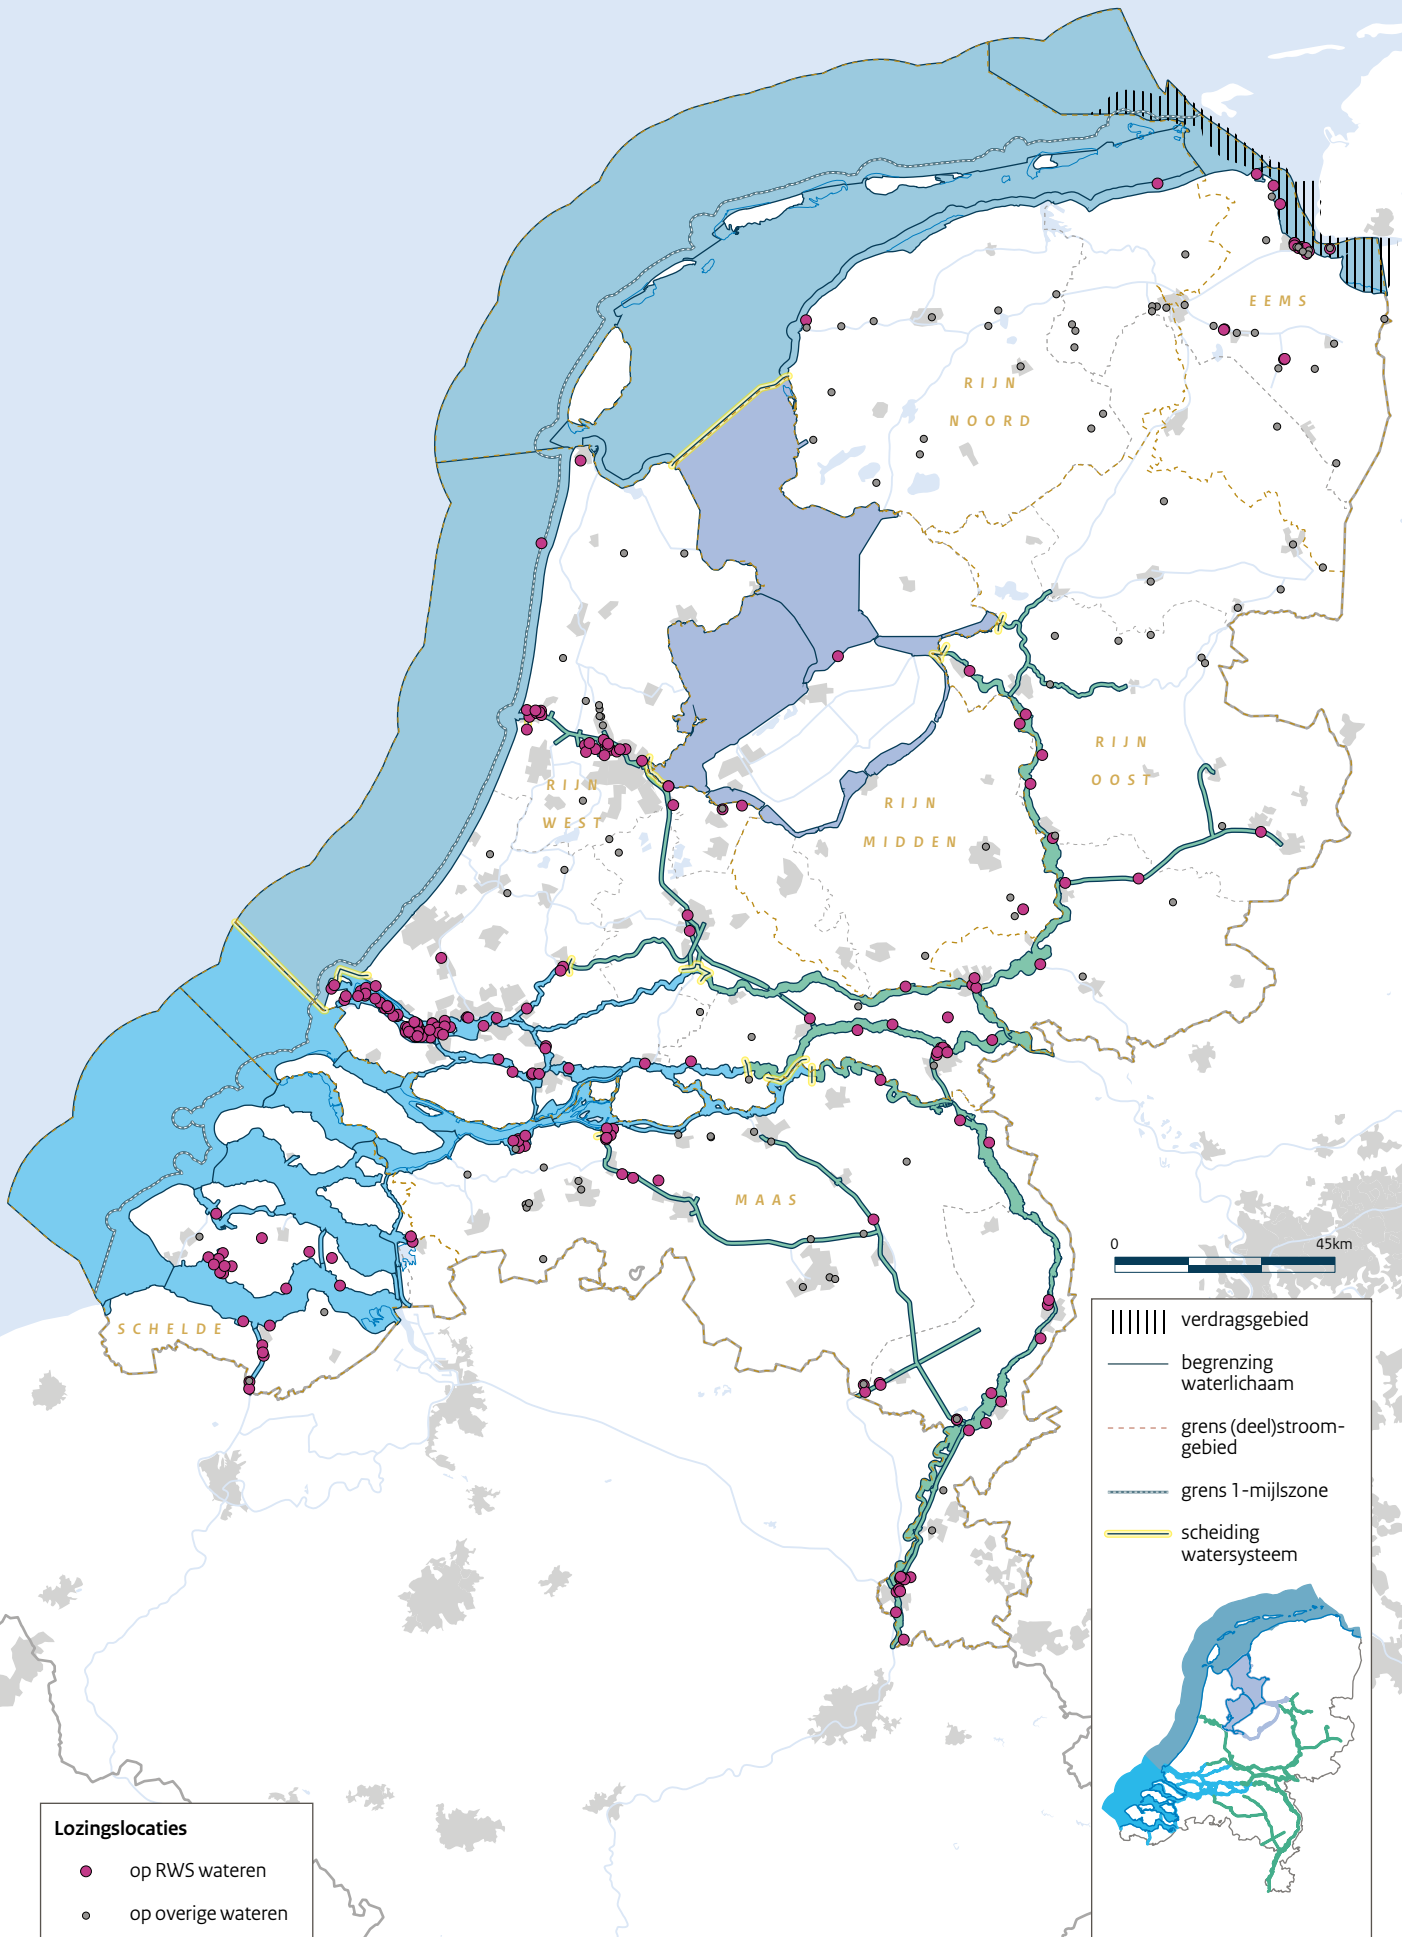 EEMS
RIJN
NOORD
RIJN
OOST
RIJN
WEST
RIJN
MIDDEN
MAAS
SCHELDE
0 45km
verdragsgebied
begrenzing
waterlichaam
grens (deel)stroom-
gebied
grens 1-mijlszone
scheiding
watersysteem
Lozingslocaties
op RWS wateren
op overige wateren